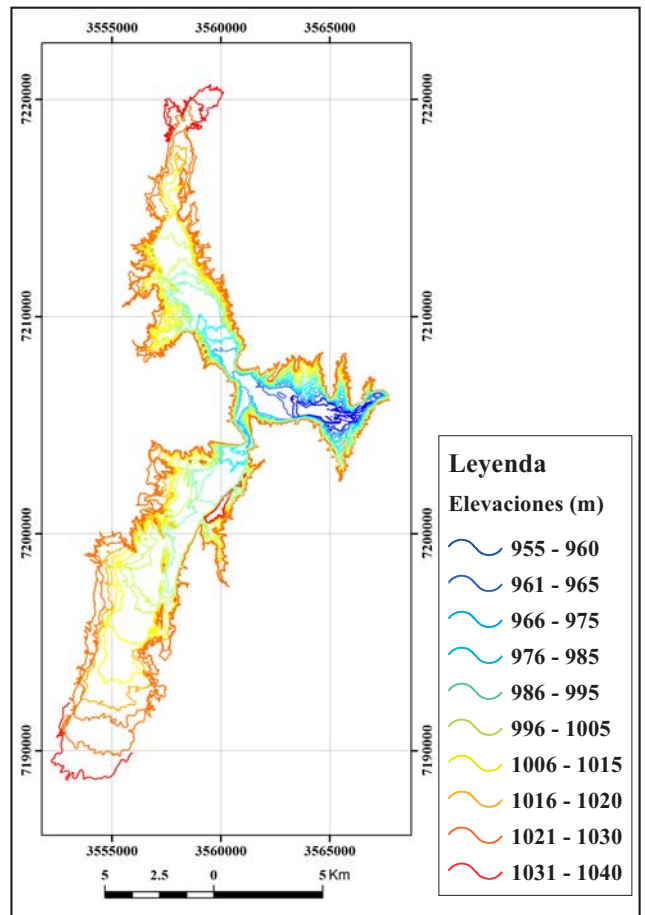 3555000 3560000 3565000
7220000 7220000
7210000 7210000
7200000 7200000
7190000 7190000
3555000 3560000 3565000
5 2.5 0 5 Km
Leyenda
Elevaciones (m)
955 - 960
961 - 965
966 - 975
976 - 985
986 - 995
996 - 1005
1006 - 1015
1016 - 1020
1021 - 1030
1031 - 1040